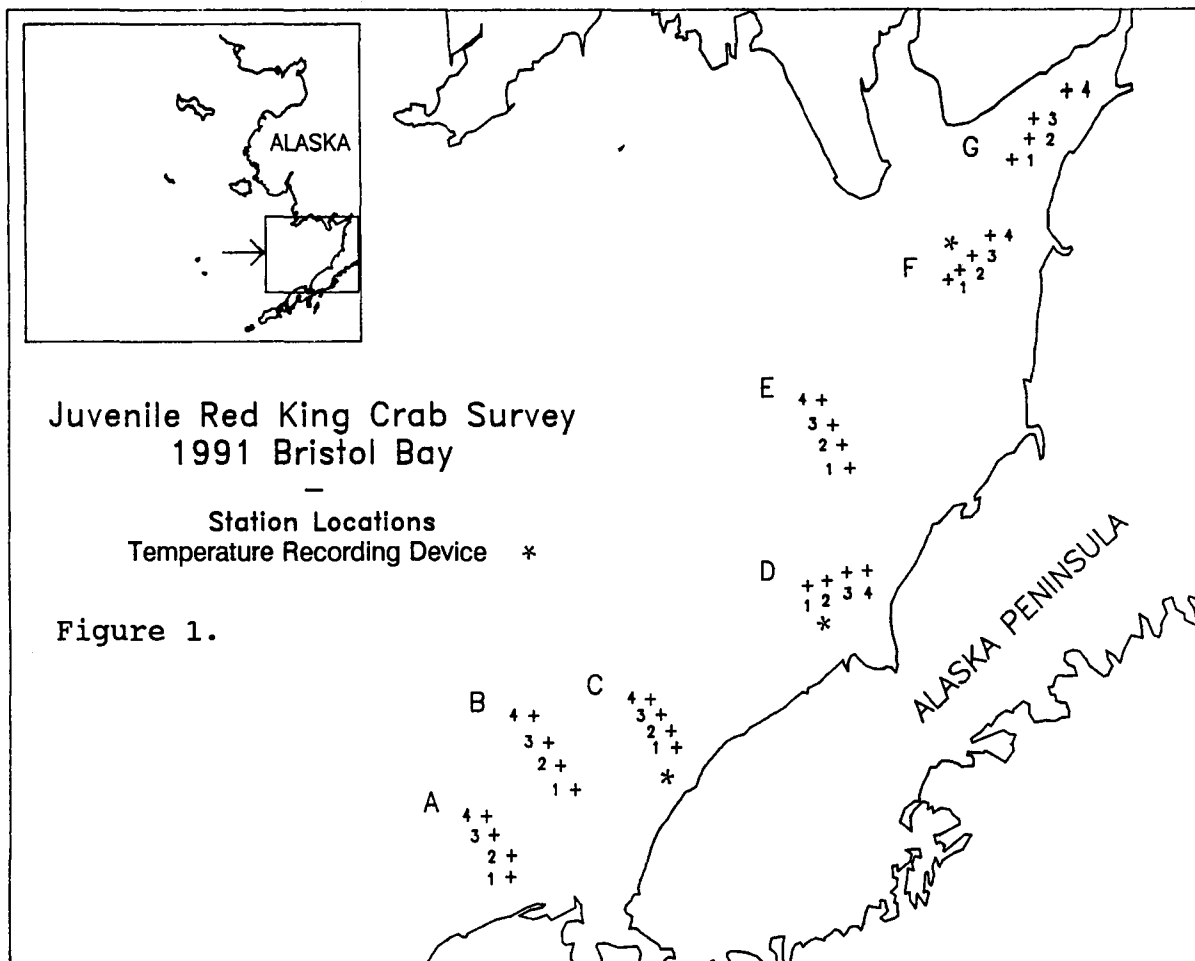 ALASKA
+ 4
+ 3
G + 2
+ 1
* + 4
F + 3
+ + 2
1
Juvenile Red King Crab Survey
1991 Bristol Bay
–
Station Locations
Temperature Recording Device *
Figure 1.
E 4 +
3 +
2 +
1 +
D + + + +
1 2 3 4
*
ALASKA PENINSULA
C 4 +
3 +
2 +
1 +
*
B 4 +
3 +
2 +
1 +
A 4 +
3 +
2 +
1 +